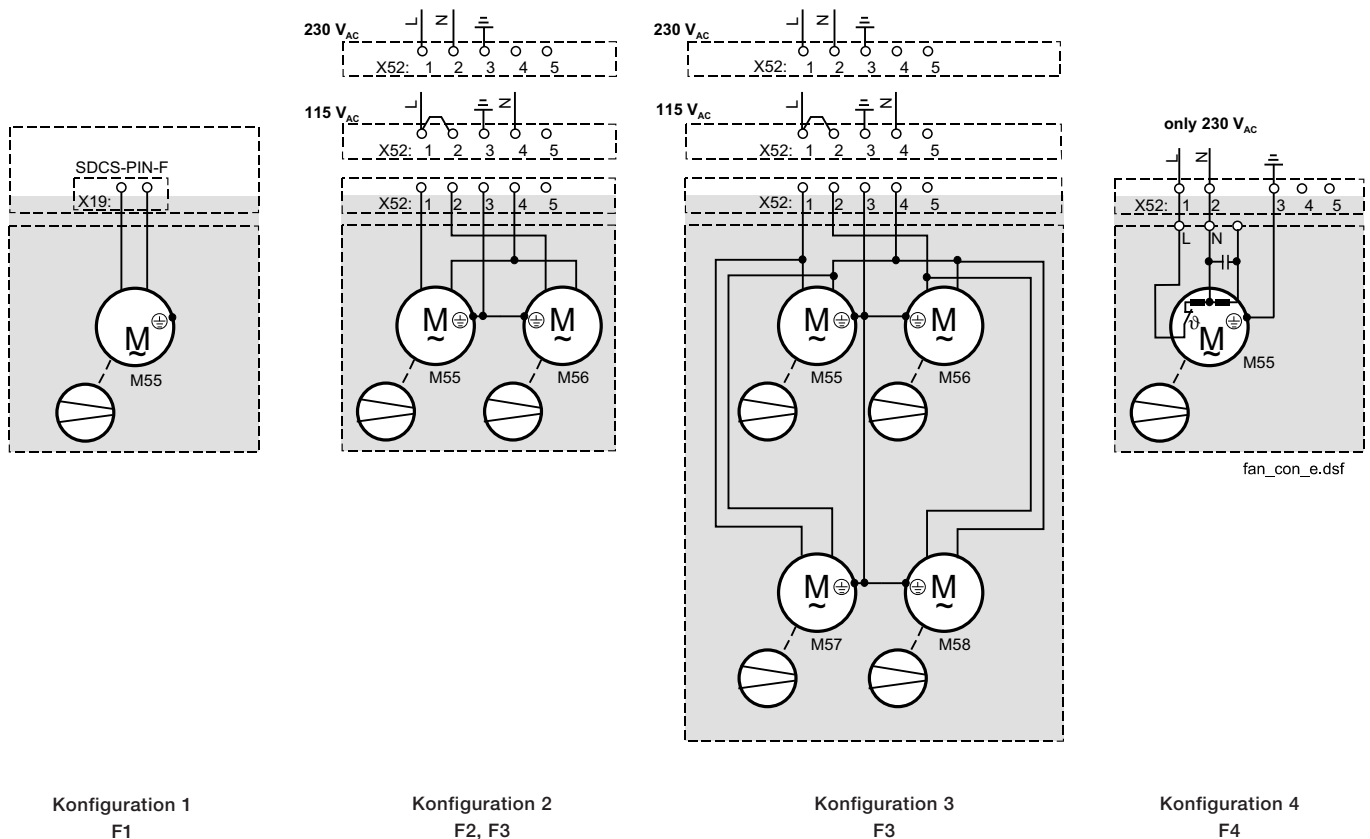 SDCS-PIN-F
X19:
M
~
M55
Konfiguration 1
F1
230 VAC
L N
X52: 1 2 3 4 5
115 VAC
L N
X52: 1 2 3 4 5
X52: 1 2 3 4 5
M M
~ ~
M55 M56
Konfiguration 2
F2, F3
230 VAC
L N
X52: 1 2 3 4 5
115 VAC
L N
X52: 1 2 3 4 5
X52: 1 2 3 4 5
M M
~ ~
M55 M56
M M
~ ~
M57 M58
Konfiguration 3
F3
only 230 VAC
L N
X52: 1 2 3 4 5
L N
ϑ
M
~
M55
fan_con_e.dsf
Konfiguration 4
F4